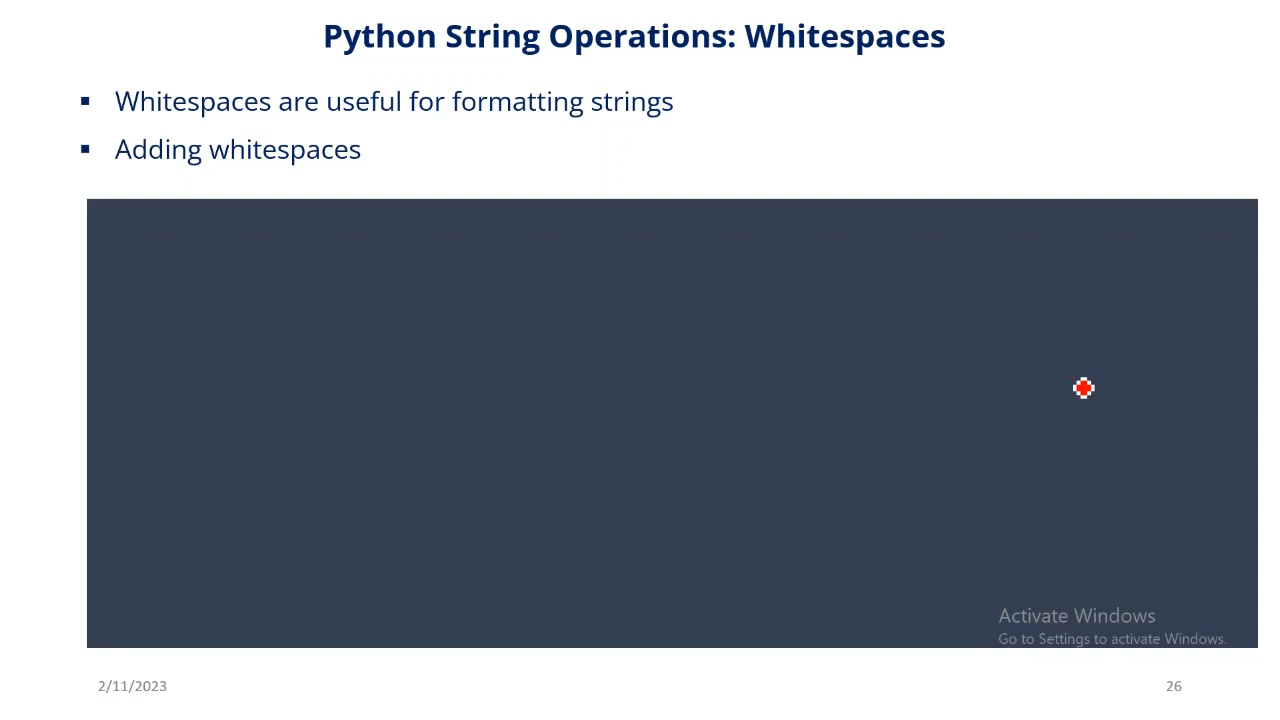 Python String Operations: Whitespaces
▪ Whitespaces are useful for formatting strings
▪ Adding whitespaces
Activate Windows
Go to Settings to activate Windows.
2/11/2023
26